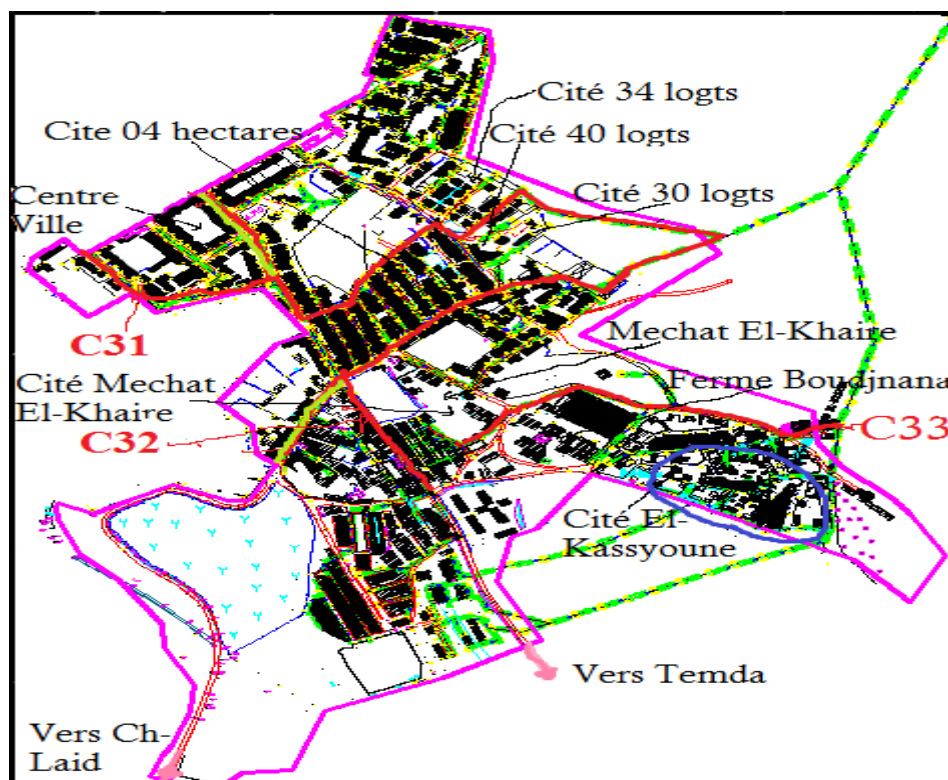 Cité 34 logts
Cite 04 hectares
Cité 40 logts
Centre
Ville
Cité 30 logts
C31
Mechat El-Khaire
Cité Mechat
El-Khaire
Ferme Boudjnana
C32
C33
Cité El-
Kassyoune
Vers Temda
Vers Ch-
Laid